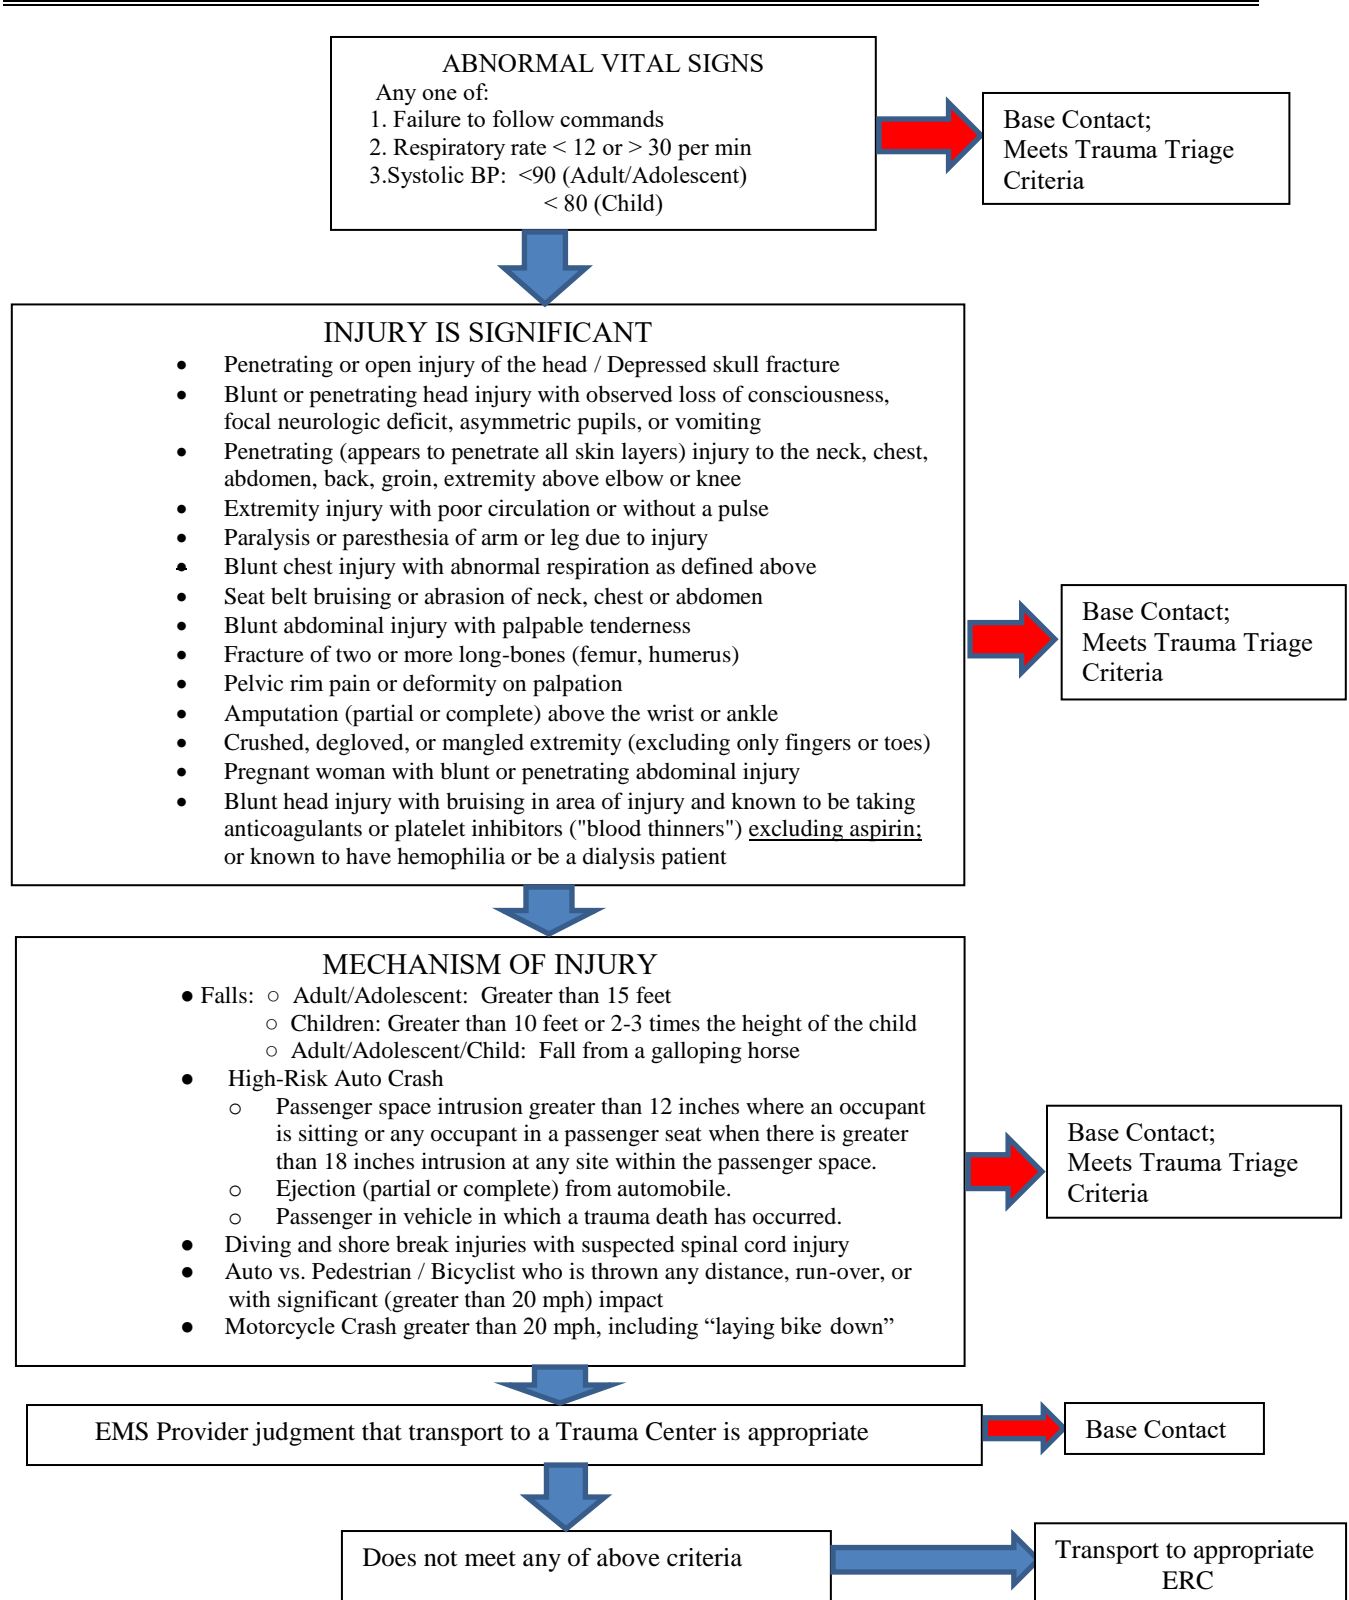 ABNORMAL VITAL SIGNS
Any one of:
1. Failure to follow commands
2. Respiratory rate < 12 or > 30 per min
3.Systolic BP:  <90 (Adult/Adolescent)
< 80 (Child)
Base Contact;
Meets Trauma Triage
Criteria
INJURY IS SIGNIFICANT
• Penetrating or open injury of the head / Depressed skull fracture
• Blunt or penetrating head injury with observed loss of consciousness,
focal neurologic deficit, asymmetric pupils, or vomiting
• Penetrating (appears to penetrate all skin layers) injury to the neck, chest,
abdomen, back, groin, extremity above elbow or knee
• Extremity injury with poor circulation or without a pulse
• Paralysis or paresthesia of arm or leg due to injury
• Blunt chest injury with abnormal respiration as defined above
• Seat belt bruising or abrasion of neck, chest or abdomen
• Blunt abdominal injury with palpable tenderness
• Fracture of two or more long-bones (femur, humerus)
• Pelvic rim pain or deformity on palpation
• Amputation (partial or complete) above the wrist or ankle
• Crushed, degloved, or mangled extremity (excluding only fingers or toes)
• Pregnant woman with blunt or penetrating abdominal injury
• Blunt head injury with bruising in area of injury and known to be taking
anticoagulants or platelet inhibitors ("blood thinners") excluding aspirin;
or known to have hemophilia or be a dialysis patient
Base Contact;
Meets Trauma Triage
Criteria
MECHANISM OF INJURY
● Falls: ○ Adult/Adolescent:  Greater than 15 feet
○ Children: Greater than 10 feet or 2-3 times the height of the child
○ Adult/Adolescent/Child:  Fall from a galloping horse
● High-Risk Auto Crash
o Passenger space intrusion greater than 12 inches where an occupant
is sitting or any occupant in a passenger seat when there is greater
than 18 inches intrusion at any site within the passenger space.
o Ejection (partial or complete) from automobile.
o Passenger in vehicle in which a trauma death has occurred.
● Diving and shore break injuries with suspected spinal cord injury
● Auto vs. Pedestrian / Bicyclist who is thrown any distance, run-over, or
with significant (greater than 20 mph) impact
● Motorcycle Crash greater than 20 mph, including “laying bike down”
Base Contact;
Meets Trauma Triage
Criteria
EMS Provider judgment that transport to a Trauma Center is appropriate
Base Contact
Does not meet any of above criteria
Transport to appropriate
ERC